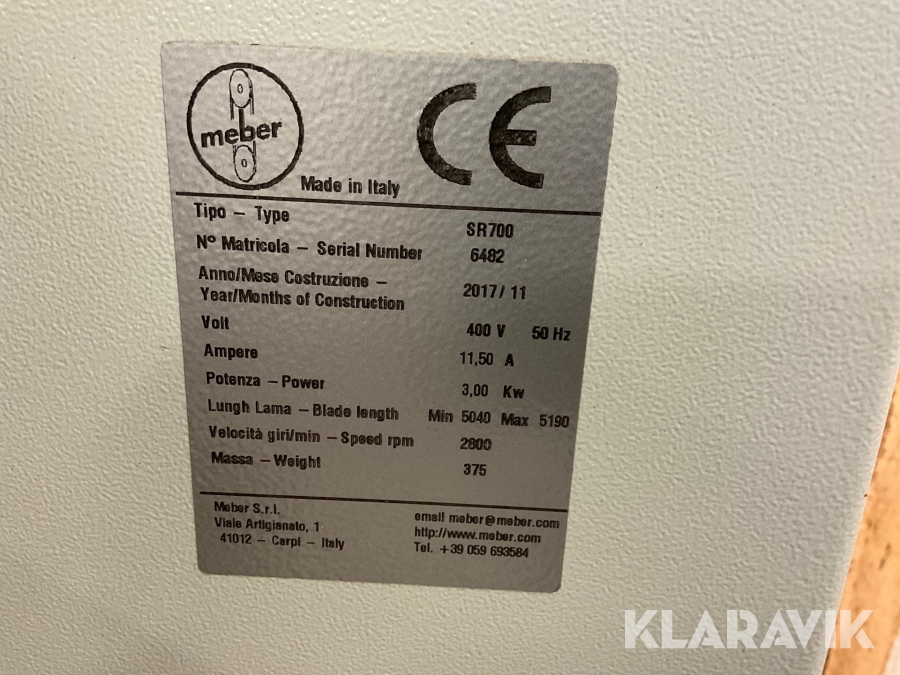 meber
CE
Made in Italy
Tipo – Type SR700
Nº Matricola – Serial Number 6482
Anno/Mese Costruzione –
Year/Months of Construction 2017/ 11
Volt 400 V 50 Hz
Ampere 11,50 A
Potenza – Power 3,00 Kw
Lungh Lama – Blade length Min 5040 Max 5190
Velocità giri/min – Speed rpm 2800
Massa – Weight 375
Meber S.r.l.
Viale Artigianato, 1
41012 – Carpi – Italy
email meber@meber.com
http://www.meber.com
Tel. +39 059 693584
KLARAVIK